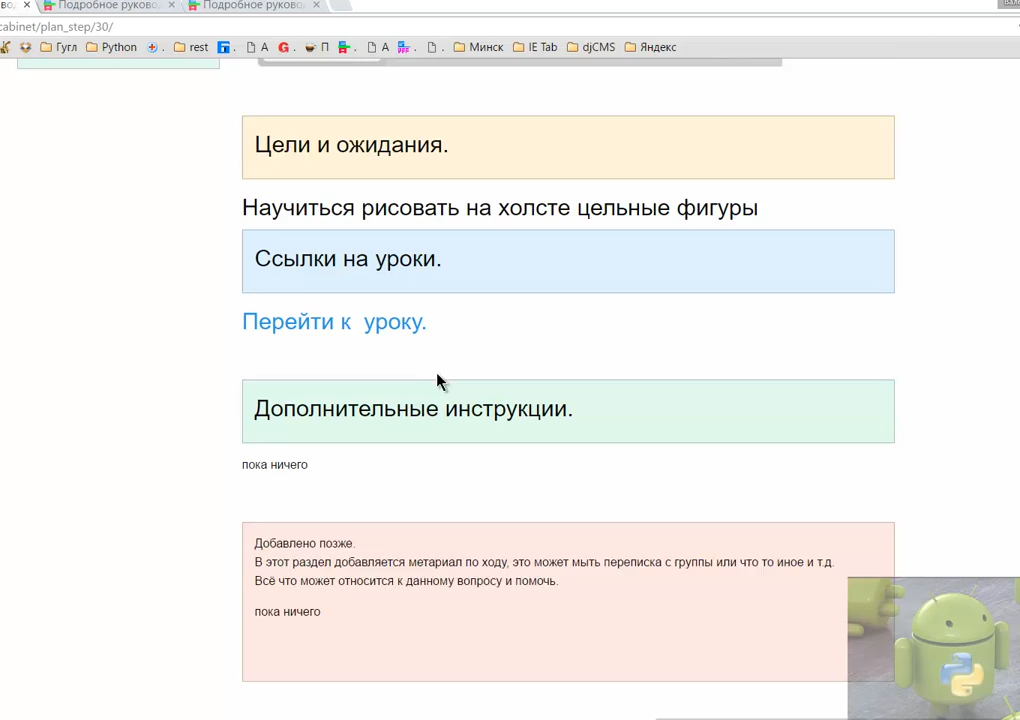 Подробное руково
Подробное руково
cabinet/plan_step/30/
Гугл Python rest А П А Минск IE Tab djCMS Яндекс
Цели и ожидания.
Научиться рисовать на холсте цельные фигуры
Ссылки на уроки.
Перейти к уроку.
Дополнительные инструкции.
пока ничего
Добавлено позже.
В этот раздел добавляется метариал по ходу, это может мыть переписка с группы или что то иное и т.д.
Всё что может относится к данному вопросу и помочь.
пока ничего